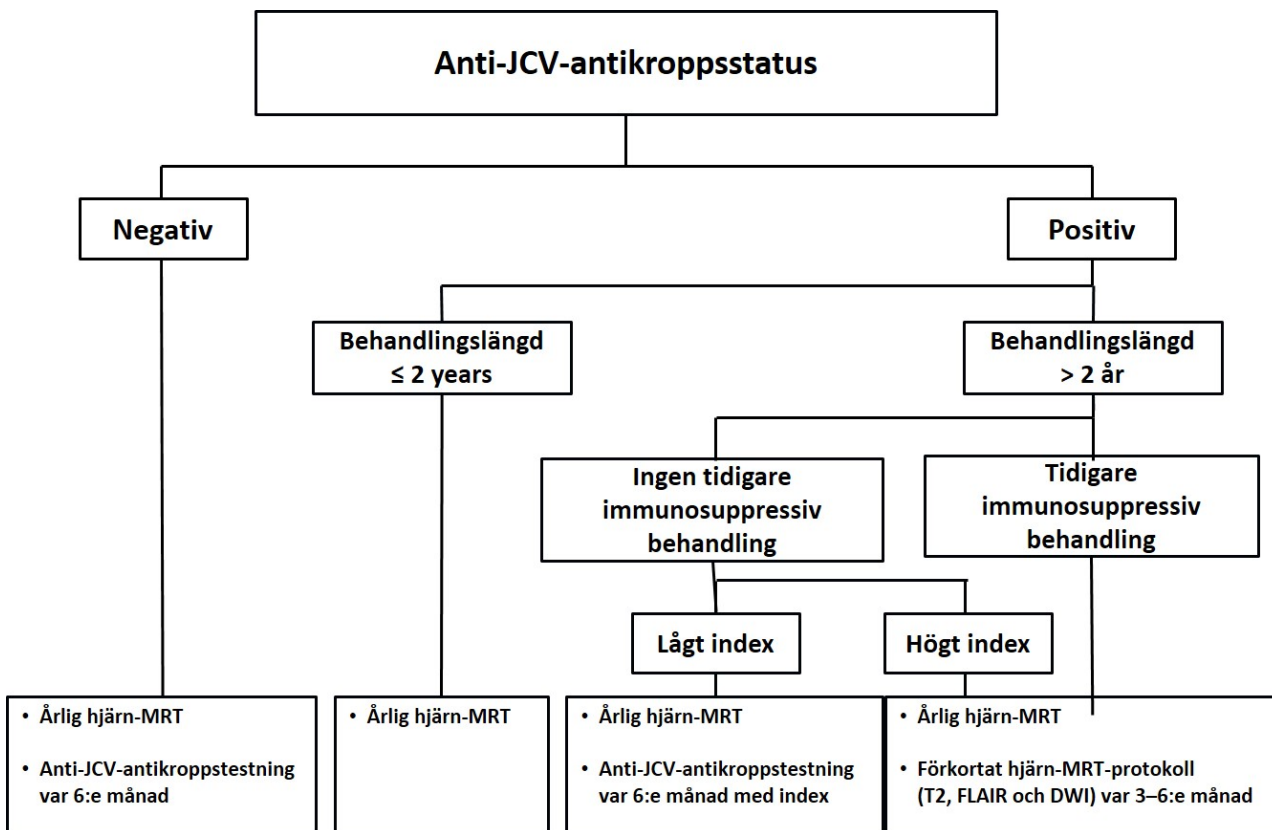 Anti-JCV-antikroppsstatus
Negativ
Positiv
Behandlingslängd
≤ 2 years
Behandlingslängd
> 2 år
Ingen tidigare
immunosuppressiv
behandling
Tidigare
immunosuppressiv
behandling
Lågt index
Högt index
• Årlig hjärn-MRT
• Anti-JCV-antikroppstestning
var 6:e månad
• Årlig hjärn-MRT
• Årlig hjärn-MRT
• Anti-JCV-antikroppstestning
var 6:e månad med index
• Årlig hjärn-MRT
• Förkortat hjärn-MRT-protokoll
(T2, FLAIR och DWI) var 3–6:e månad